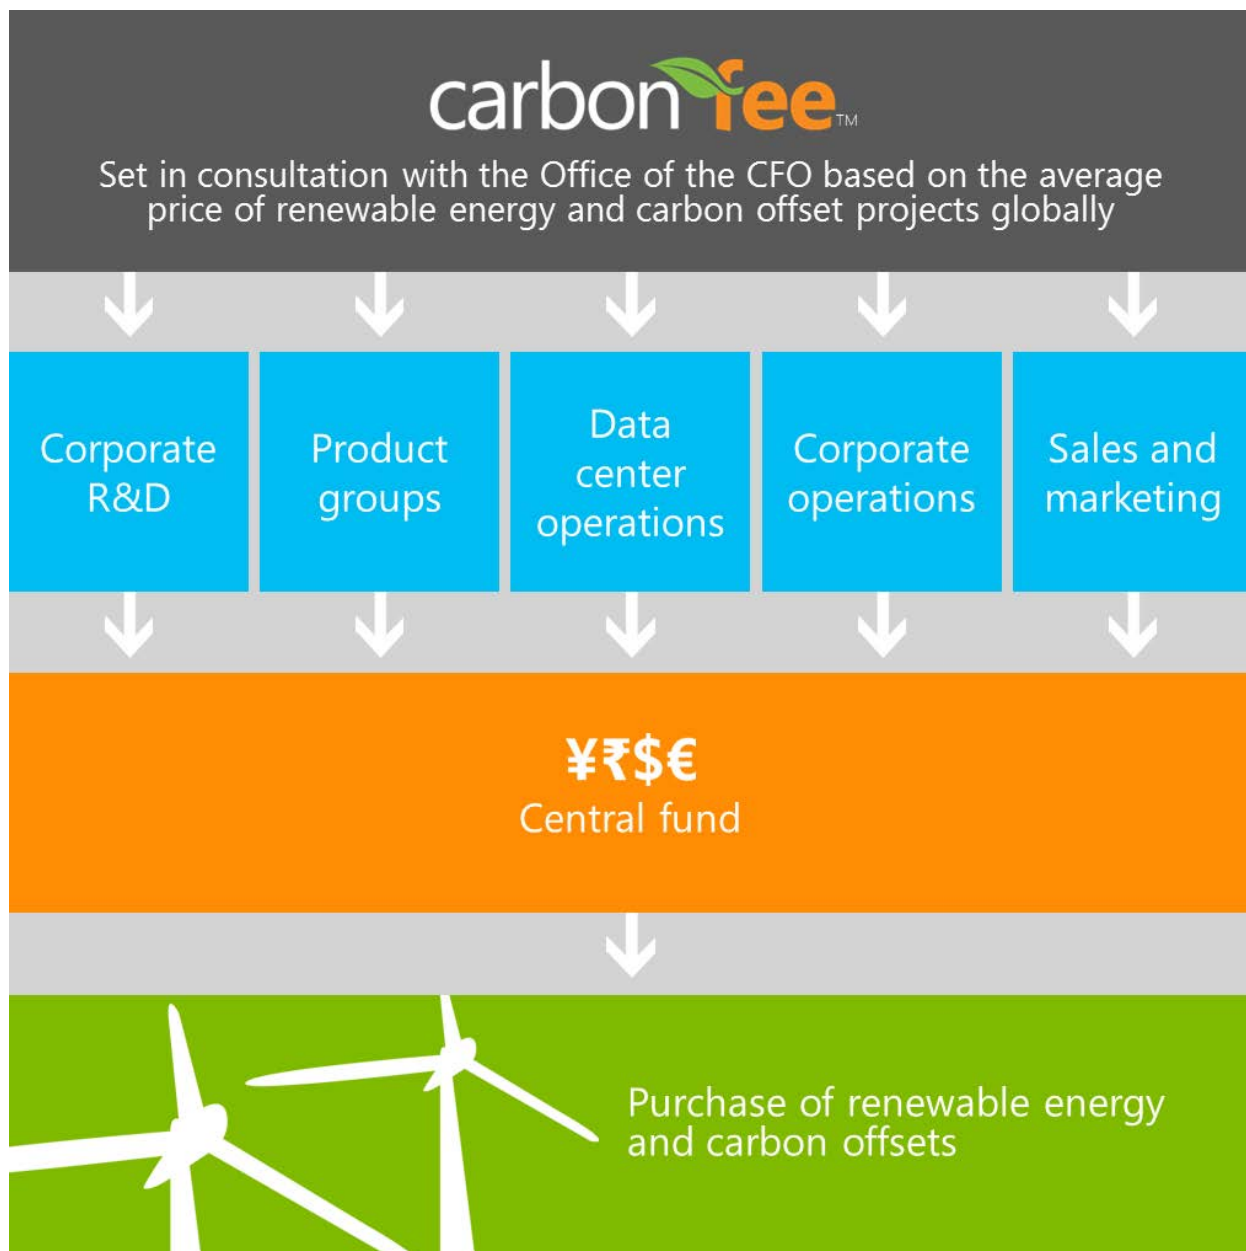 carbon fee™
Set in consultation with the Office of the CFO based on the average
price of renewable energy and carbon offset projects globally
Corporate
R&D
Product
groups
Data
center
operations
Corporate
operations
Sales and
marketing
¥₹$€
Central fund
Purchase of renewable energy
and carbon offsets